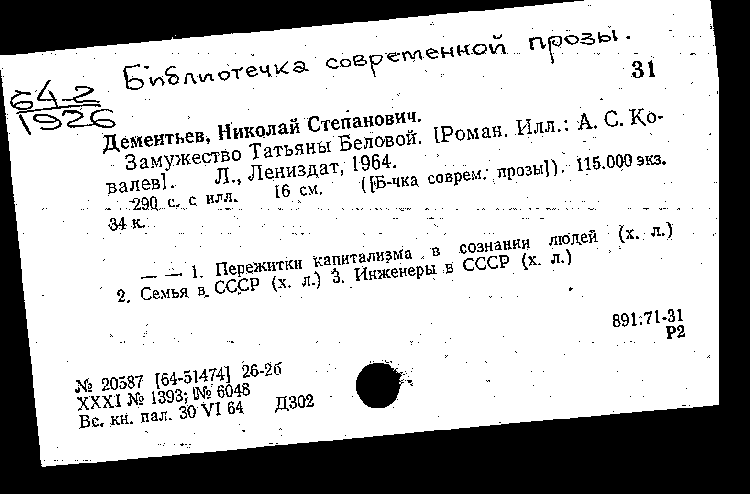 Библиотечка современной прозы.
31
64-2
1926
Дементьев, Николай Степанович.
Замужество Татьяны Беловой. [Роман. Илл.: А. С. Ко-
валев]. Л., Лениздат, 1964.
290 с. с илл. 16 см. ([Б-чка соврем. прозы]). 115.000 экз.
34 к.
— — 1. Пережитки капитализма в сознании людей (х. л.)
2. Семья в СССР (х. л.) 3. Инженеры в СССР (х. л.)
891:71-31
Р2
№ 20587 [64-51474] 26-2б
XXXI № 1393; № 6048
Вс. кн. пал. 30 VI 64 Д302